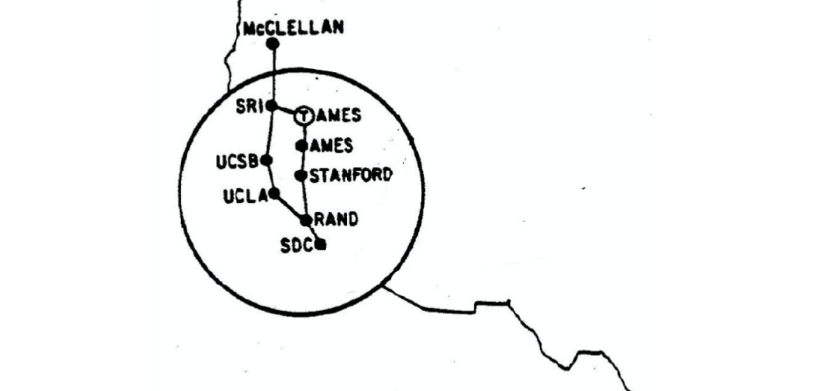 McCLELLAN
SRI
T AMES
AMES
UCSB
STANFORD
UCLA
RAND
SDC